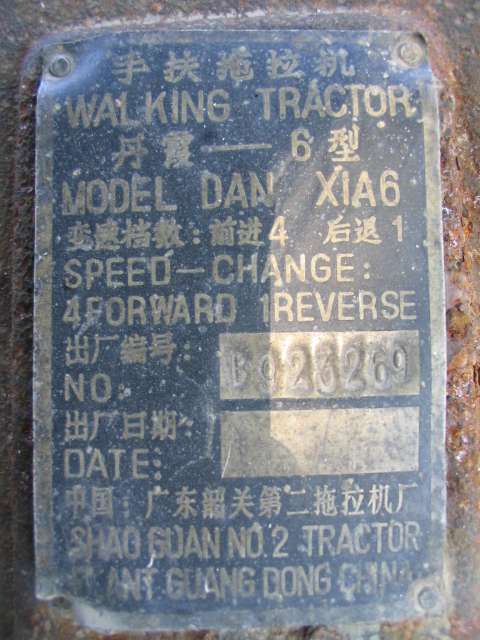 手扶拖拉机
WALKING TRACTOR
丹霞—6型
MODEL DAN XIA6
变速档数:前进4 后退1
SPEED—CHANGE:
4FORWARD 1REVERSE
出厂编号:
NO: B923269
出厂日期:
DATE:
中国:广东韶关第二拖拉机厂
SHAO GUAN NO.2 TRACTOR
PLANT GUANG DONG CHINA